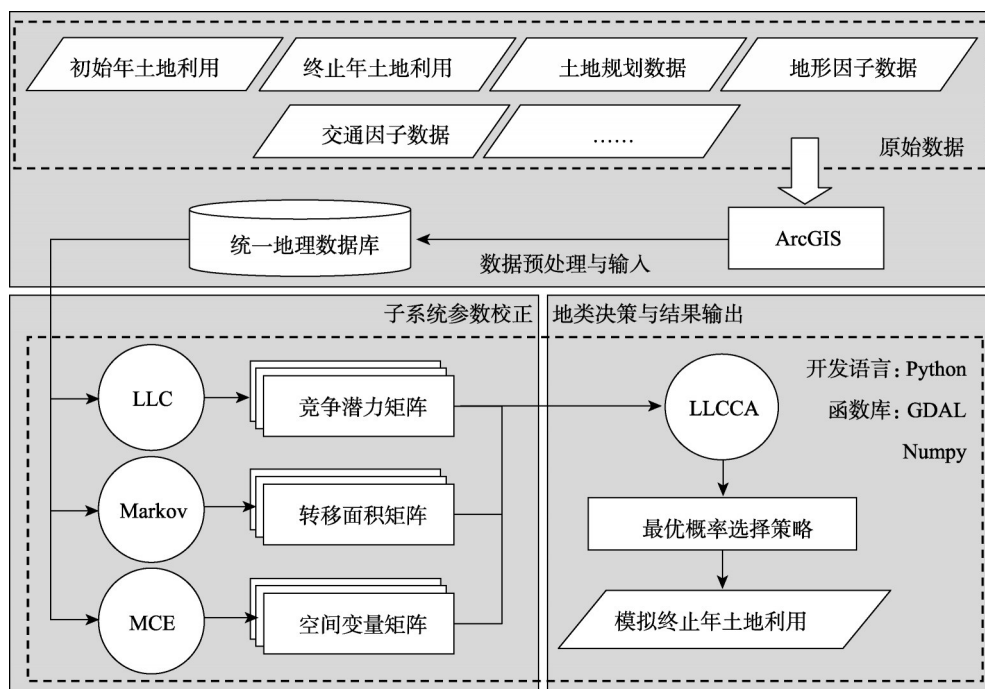 初始年土地利用
终止年土地利用
土地规划数据
地形因子数据
交通因子数据
……
原始数据
统一地理数据库
ArcGIS
数据预处理与输入
子系统参数校正
地类决策与结果输出
LLC
竞争潜力矩阵
Markov
转移面积矩阵
MCE
空间变量矩阵
LLCCA
开发语言: Python
函数库: GDAL
Numpy
最优概率选择策略
模拟终止年土地利用